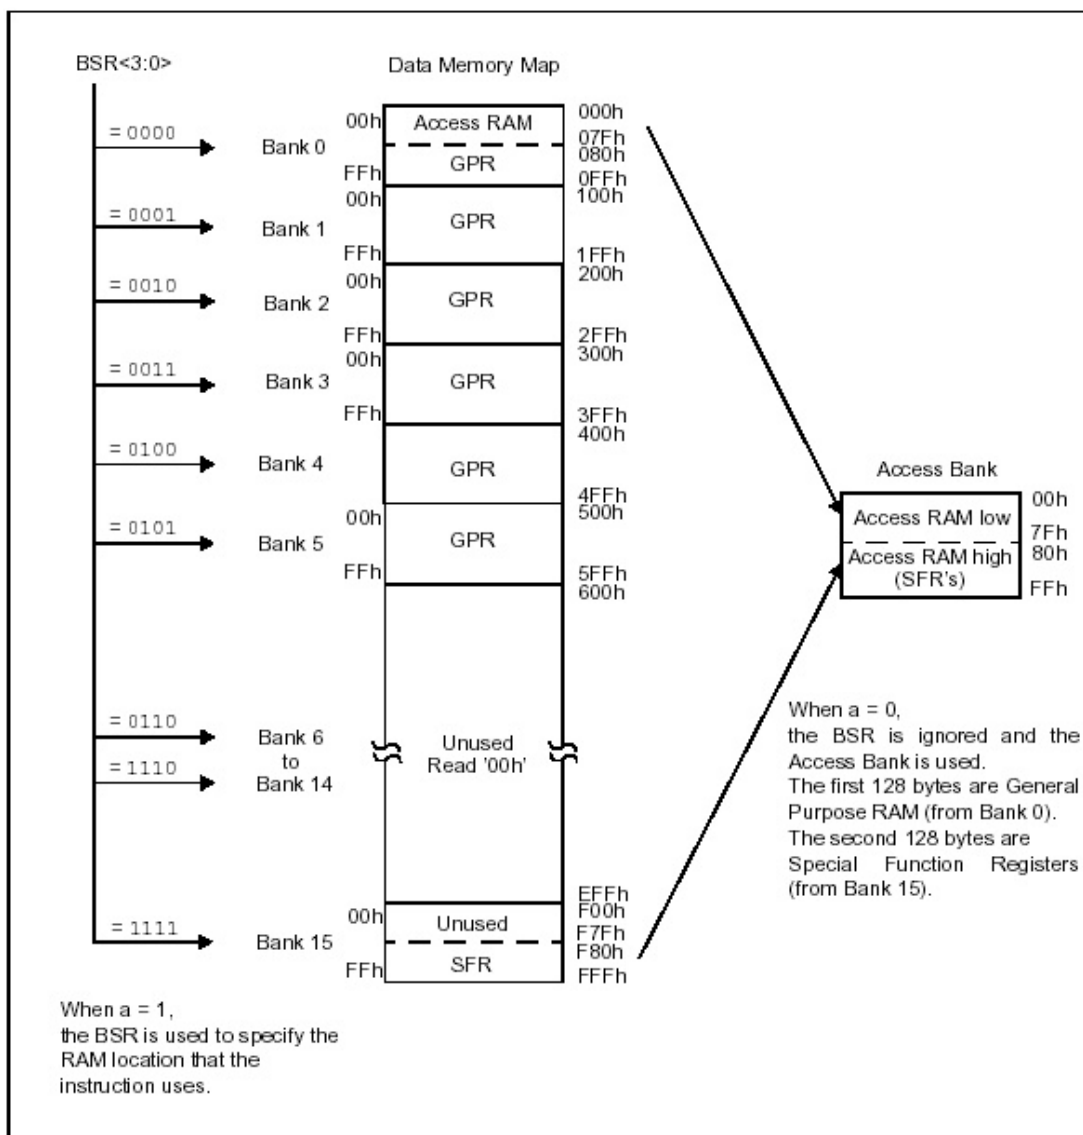 BSR<3:0>
Data Memory Map
= 0000
Bank 0
00h
Access RAM
000h
07Fh
GPR
080h
FFh
0FFh
= 0001
Bank 1
00h
GPR
100h
FFh
1FFh
= 0010
Bank 2
00h
GPR
200h
FFh
2FFh
= 0011
Bank 3
00h
GPR
300h
FFh
3FFh
= 0100
Bank 4
GPR
400h
4FFh
= 0101
Bank 5
00h
GPR
500h
FFh
5FFh
600h
= 0110
Bank 6
to
= 1110
Bank 14
Unused
Read '00h'
EFFh
= 1111
Bank 15
00h
Unused
F00h
F7Fh
SFR
F80h
FFh
FFFh
When a = 1,
the BSR is used to specify the
RAM location that the
instruction uses.
Access Bank
Access RAM low
00h
7Fh
Access RAM high
(SFR's)
80h
FFh
When a = 0,
the BSR is ignored and the
Access Bank is used.
The first 128 bytes are General
Purpose RAM (from Bank 0).
The second 128 bytes are
Special Function Registers
(from Bank 15).